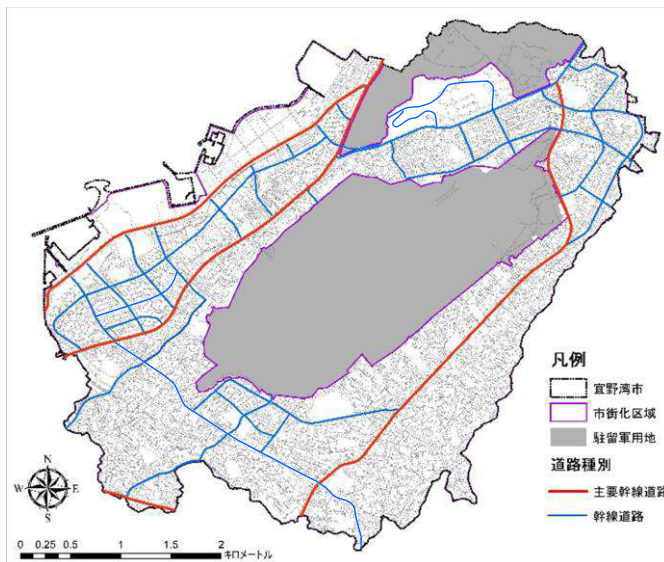 凡例
宜野湾市
市街化区域
駐留軍用地
道路種別
主要幹線道路
幹線道路
N
W E
S
0 0.25 0.5 1 1.5 2
キロメートル